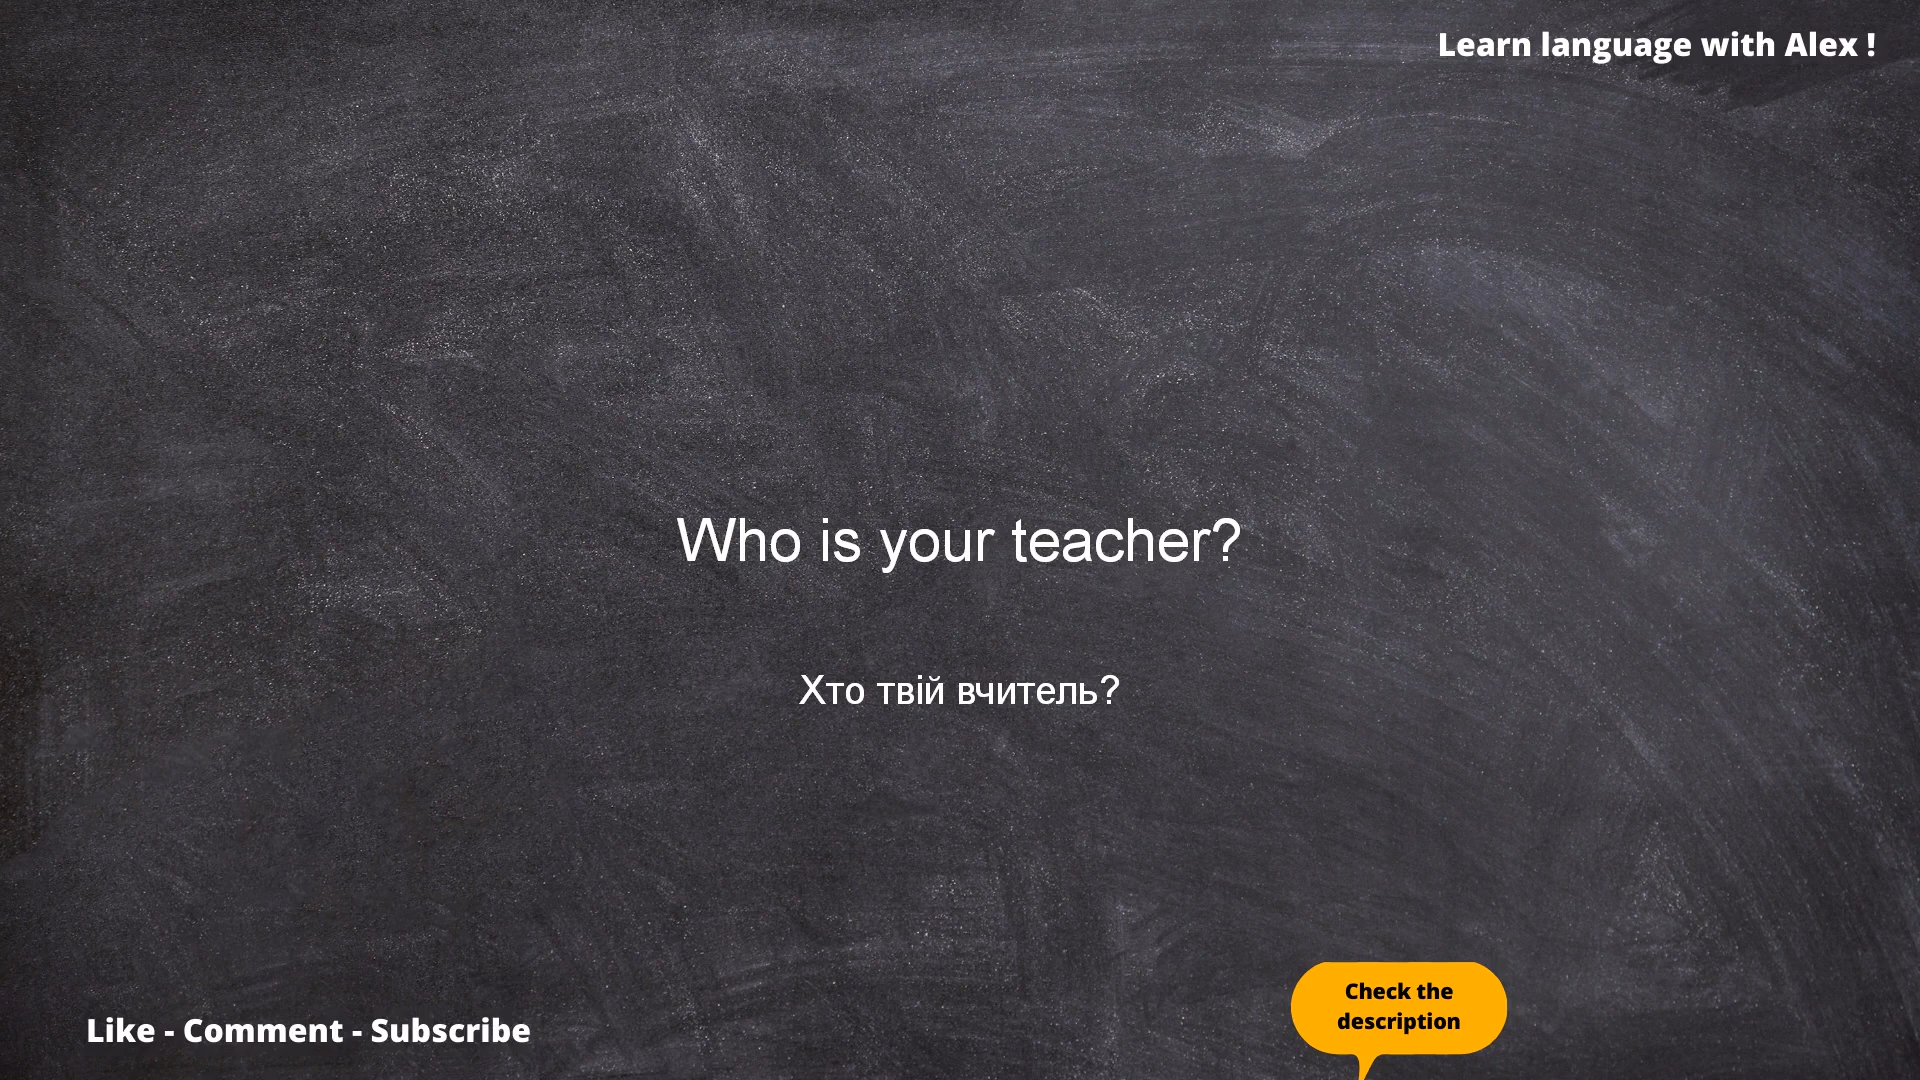 Learn language with Alex !
Who is your teacher?
Хто твій вчитель?
Check the
description
Like - Comment - Subscribe